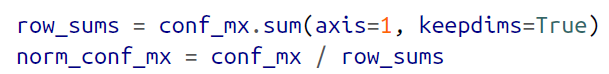 row_sums = conf_mx.sum(axis=1, keepdims=True)
norm_conf_mx = conf_mx / row_sums